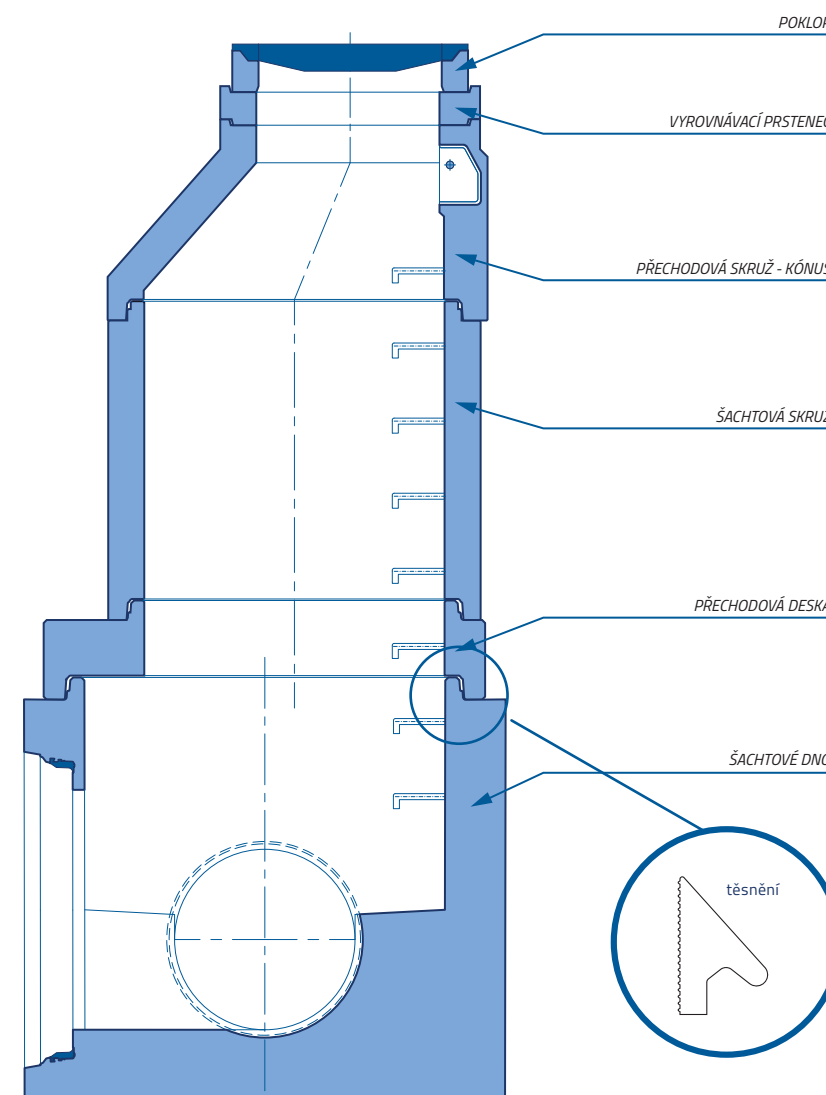 POKLOP
VYROVNÁVACÍ PRSTENEC
PŘECHODOVÁ SKRUŽ - KÓNUS
ŠACHTOVÁ SKRUŽ
PŘECHODOVÁ DESKA
ŠACHTOVÉ DNO
těsnění